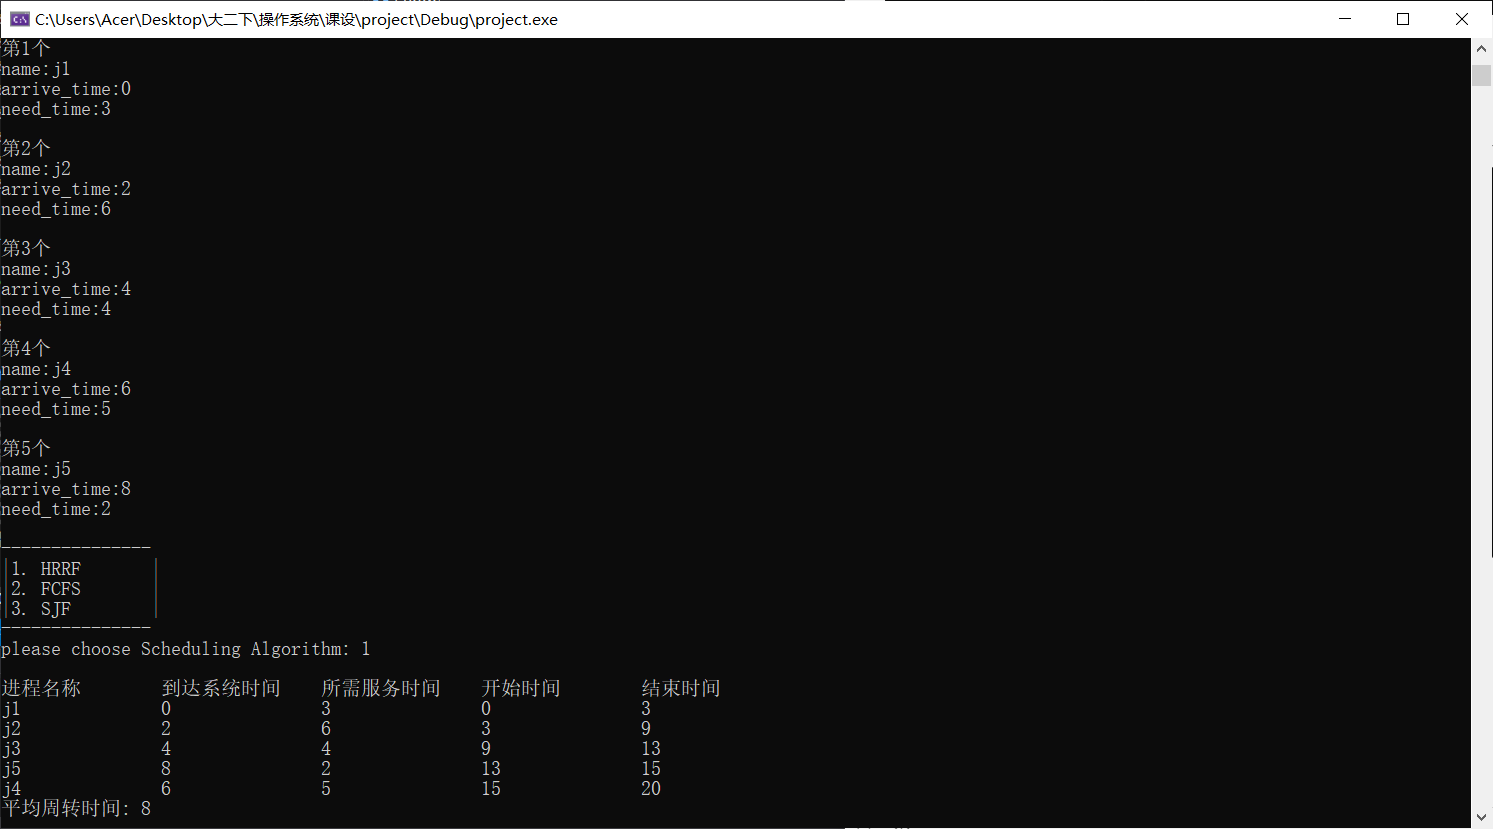 C:\Users\Acer\Desktop\大二下\操作系统\课设\project\Debug\project.exe
第1个
name:j1
arrive_time:0
need_time:3
第2个
name:j2
arrive_time:2
need_time:6
第3个
name:j3
arrive_time:4
need_time:4
第4个
name:j4
arrive_time:6
need_time:5
第5个
name:j5
arrive_time:8
need_time:2
---------------
|1. HRRF |
|2. FCFS |
|3. SJF |
---------------
please choose Scheduling Algorithm: 1
进程名称 到达系统时间 所需服务时间 开始时间 结束时间
j1 0 3 0 3
j2 2 6 3 9
j3 4 4 9 13
j5 8 2 13 15
j4 6 5 15 20
平均周转时间: 8